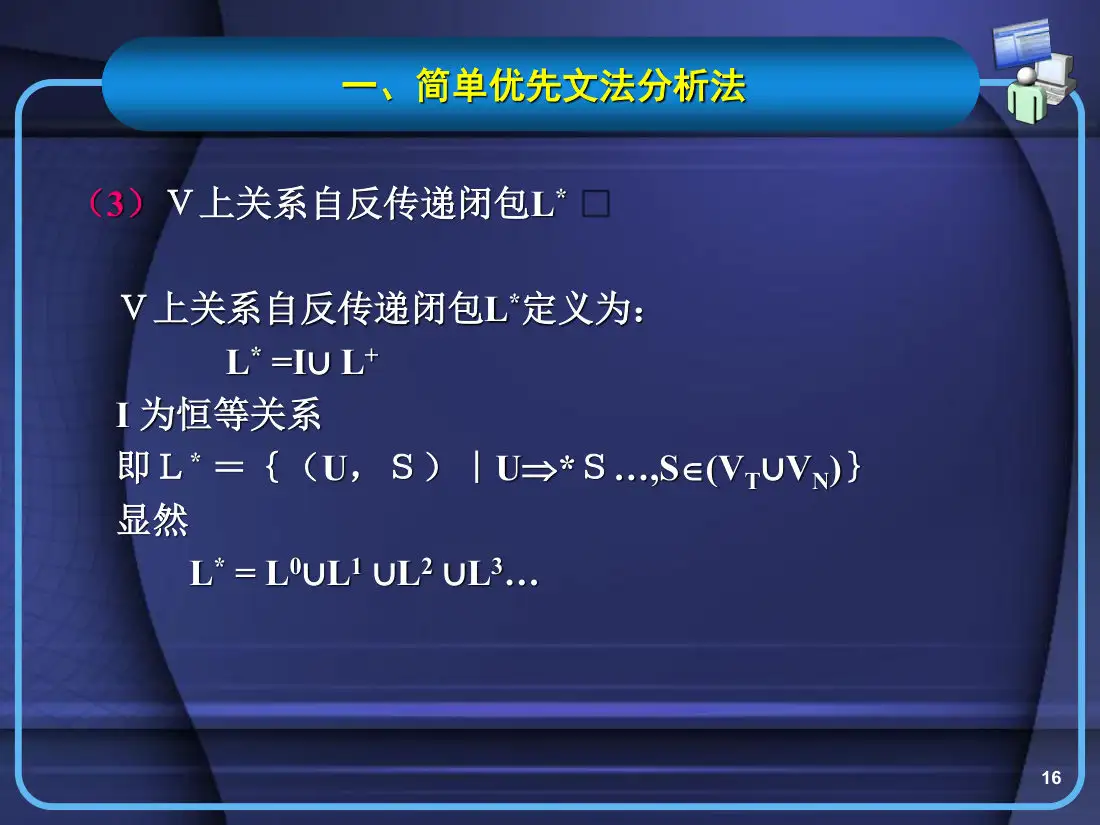 一、简单优先文法分析法
（3） Ｖ上关系自反传递闭包L* □
Ｖ上关系自反传递闭包L*定义为：
L* =I∪ L+
I 为恒等关系
即Ｌ* ＝｛（U，Ｓ）｜U⇒*Ｓ…,S∈(VT∪VN)｝
显然
L* = L0∪L1 ∪L2 ∪L3…
16